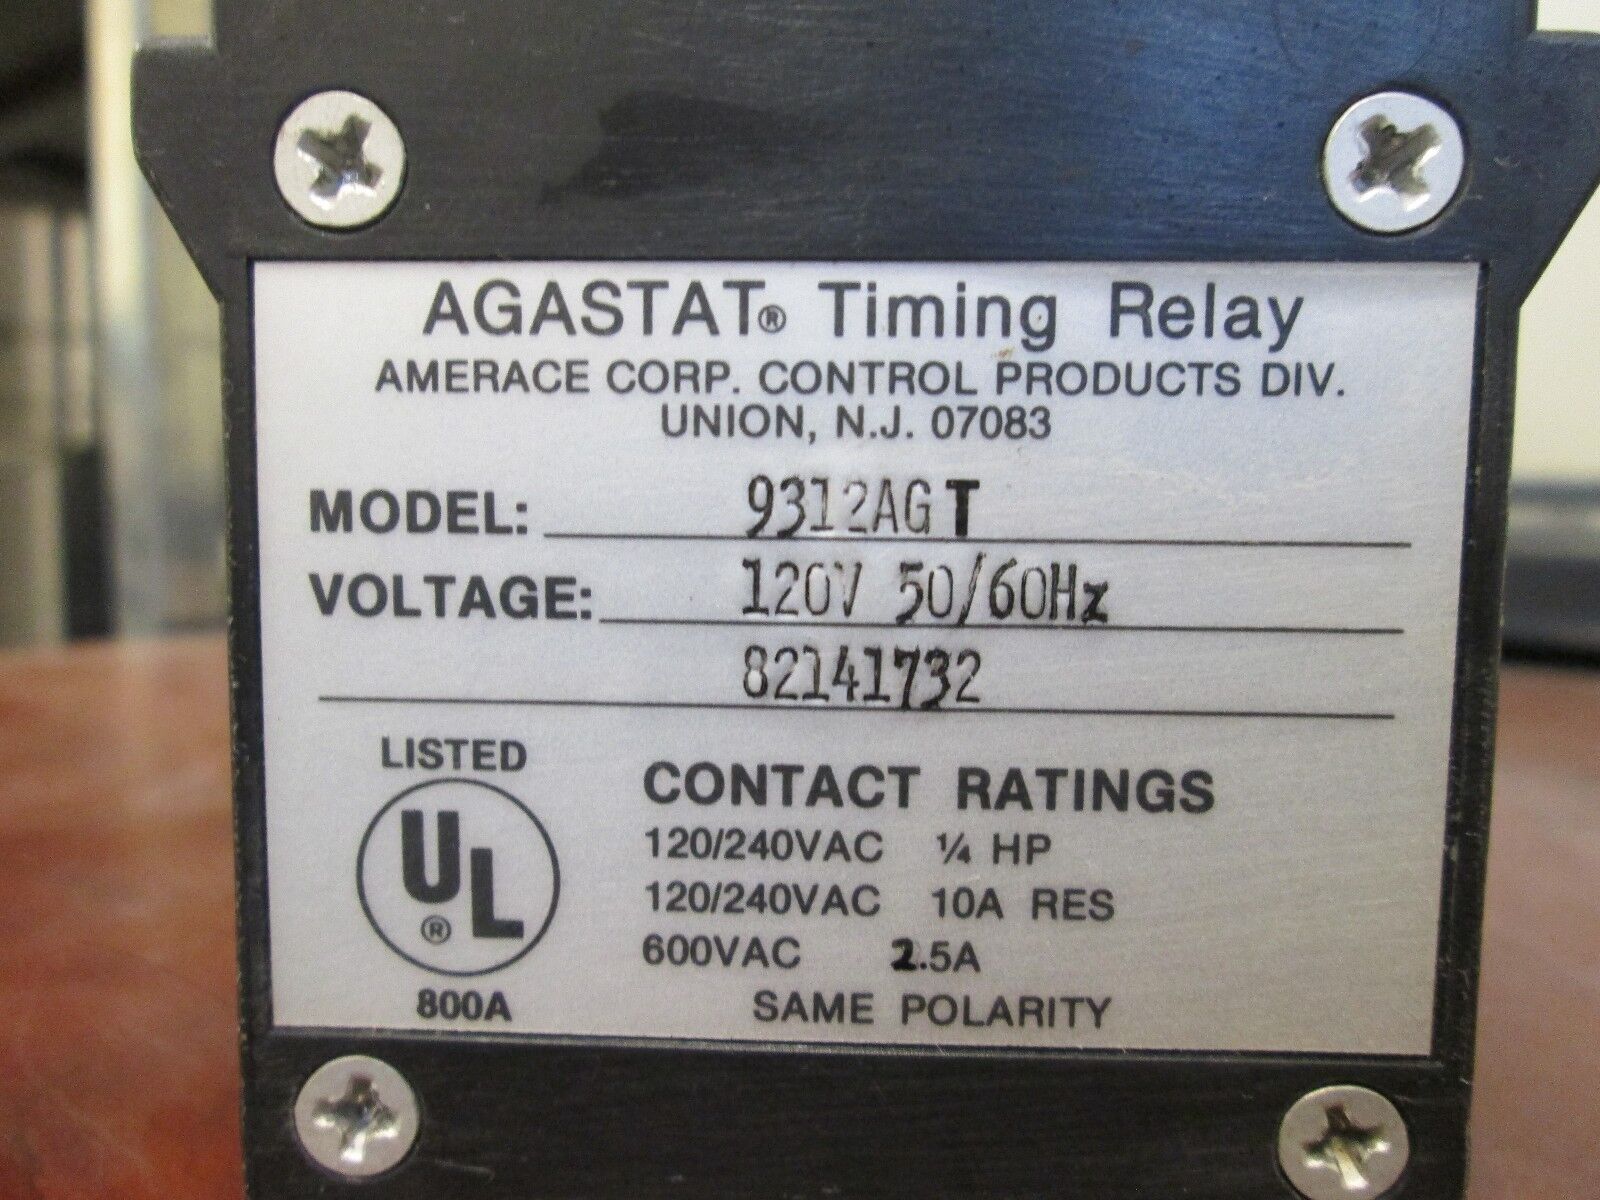 AGASTAT® Timing Relay
AMERACE CORP. CONTROL PRODUCTS DIV.
UNION, N.J. 07083
MODEL: 9312AGT
VOLTAGE: 120V 50/60Hz
82141732
LISTED
UL®
800A
CONTACT RATINGS
120/240VAC ¼ HP
120/240VAC 10A RES
600VAC 2.5A
SAME POLARITY